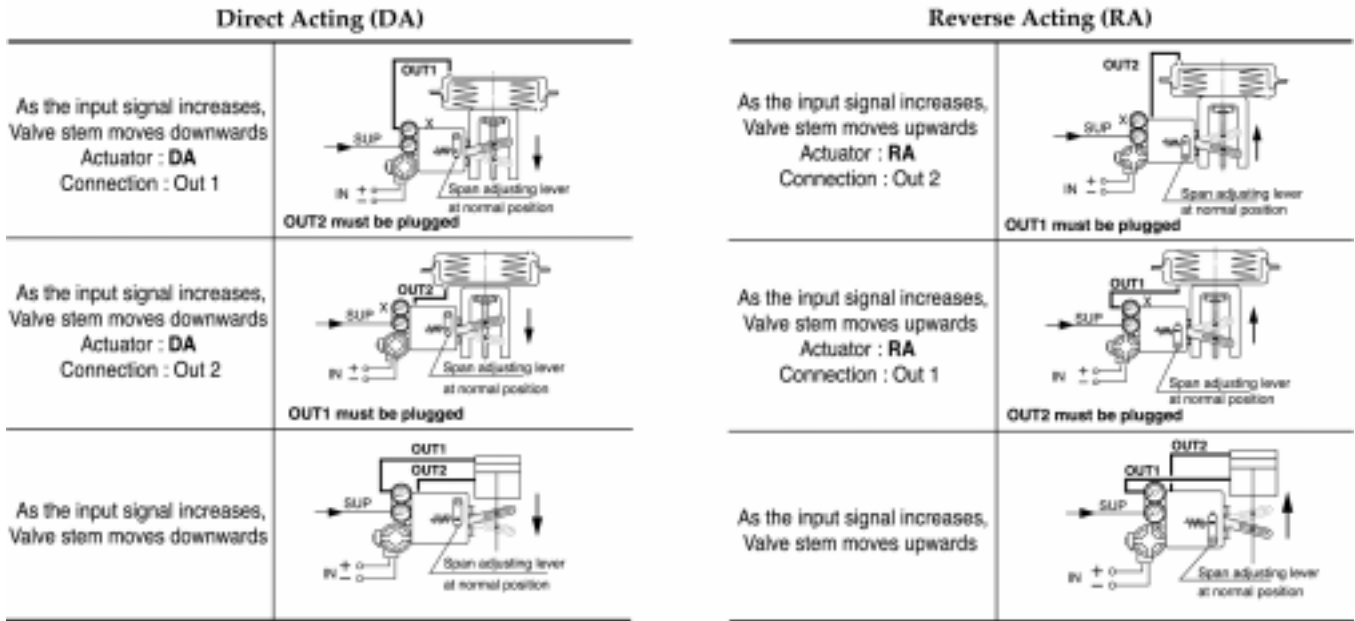 Direct Acting (DA)
As the input signal increases,
Valve stem moves downwards
Actuator : DA
Connection : Out 1
OUT1
X
SUP
IN + −
Span adjusting lever
at normal position
OUT2 must be plugged
As the input signal increases,
Valve stem moves downwards
Actuator : DA
Connection : Out 2
OUT2
X
SUP
IN + −
Span adjusting lever
at normal position
OUT1 must be plugged
As the input signal increases,
Valve stem moves downwards
OUT1
OUT2
SUP
IN + −
Span adjusting lever
at normal position
Reverse Acting (RA)
As the input signal increases,
Valve stem moves upwards
Actuator : RA
Connection : Out 2
OUT2
X
SUP
IN + −
Span adjusting lever
at normal position
OUT1 must be plugged
As the input signal increases,
Valve stem moves upwards
Actuator : RA
Connection : Out 1
OUT1
X
SUP
IN + −
Span adjusting lever
at normal position
OUT2 must be plugged
As the input signal increases,
Valve stem moves upwards
OUT2
OUT1
SUP
IN + −
Span adjusting lever
at normal position